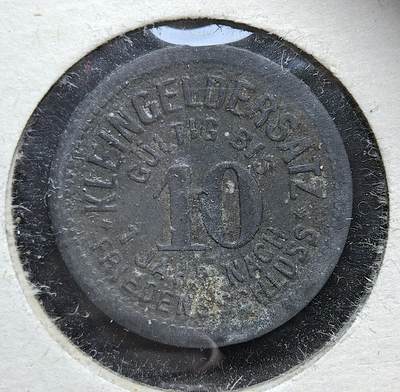 KLEINGELDERSATZ
GÜLTIG BIS
10
1 JAHR NACH
FRIEDENSSCHLUSS